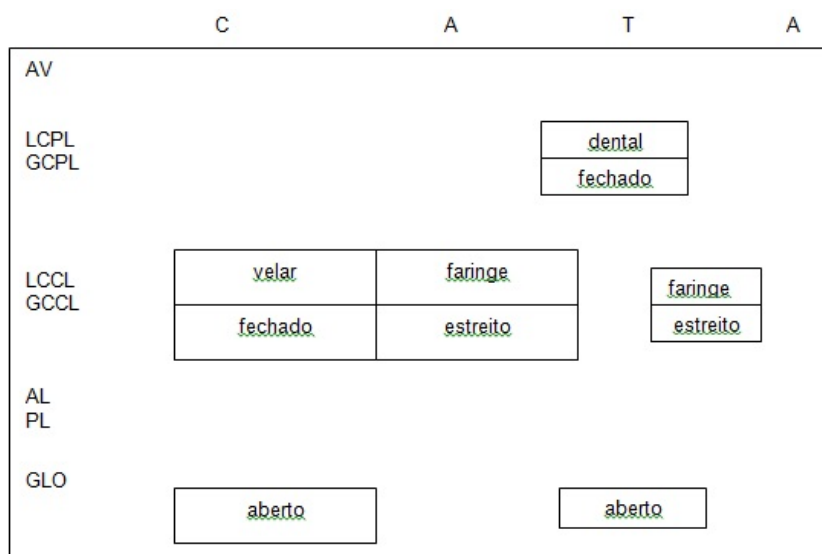 C A T A
AV
LCPL dental
GCPL fechado
LCCL velar faringe faringe
GCCL fechado estreito estreito
AL
PL
GLO aberto aberto